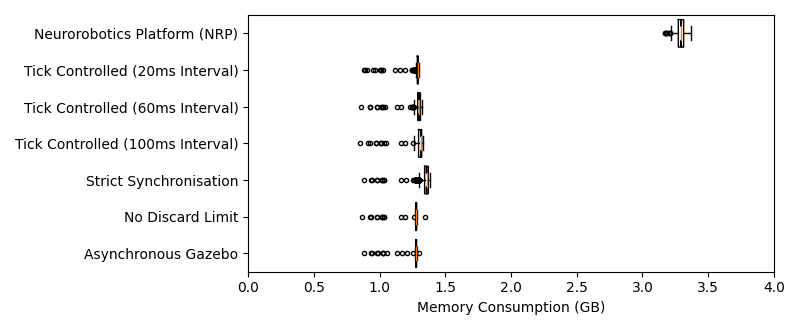 Neurorobotics Platform (NRP)
Tick Controlled (20ms Interval)
Tick Controlled (60ms Interval)
Tick Controlled (100ms Interval)
Strict Synchronisation
No Discard Limit
Asynchronous Gazebo
0.0 0.5 1.0 1.5 2.0 2.5 3.0 3.5 4.0
Memory Consumption (GB)